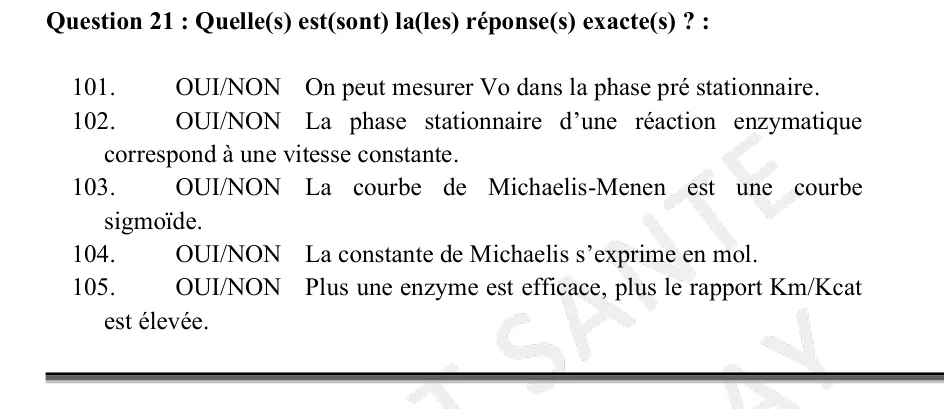 Question 21 : Quelle(s) est(sont) la(les) réponse(s) exacte(s) ? :
101. OUI/NON On peut mesurer Vo dans la phase pré stationnaire.
102. OUI/NON La phase stationnaire d’une réaction enzymatique
correspond à une vitesse constante.
103. OUI/NON La courbe de Michaelis-Menen est une courbe
sigmoïde.
104. OUI/NON La constante de Michaelis s’exprime en mol.
105. OUI/NON Plus une enzyme est efficace, plus le rapport Km/Kcat
est élevée.
SANTE